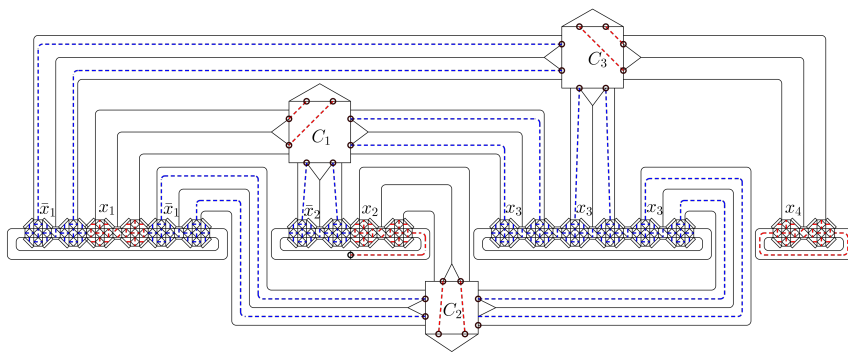 C₃
C₁
x̄₁ x₁ x̄₁ x̄₂ x₂ x₃ x₃ x₃ x₄
C₂